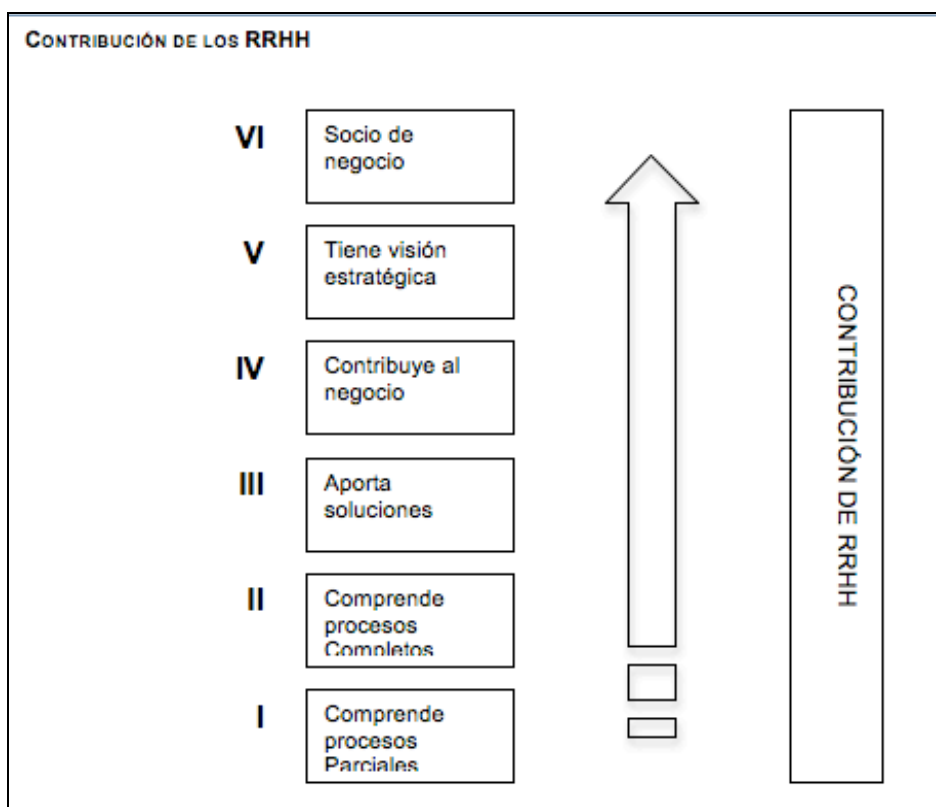 CONTRIBUCIÓN DE LOS RRHH
VI
Socio de
negocio
V
Tiene visión
estratégica
IV
Contribuye al
negocio
III
Aporta
soluciones
II
Comprende
procesos
Completos
I
Comprende
procesos
Parciales
CONTRIBUCIÓN DE RRHH